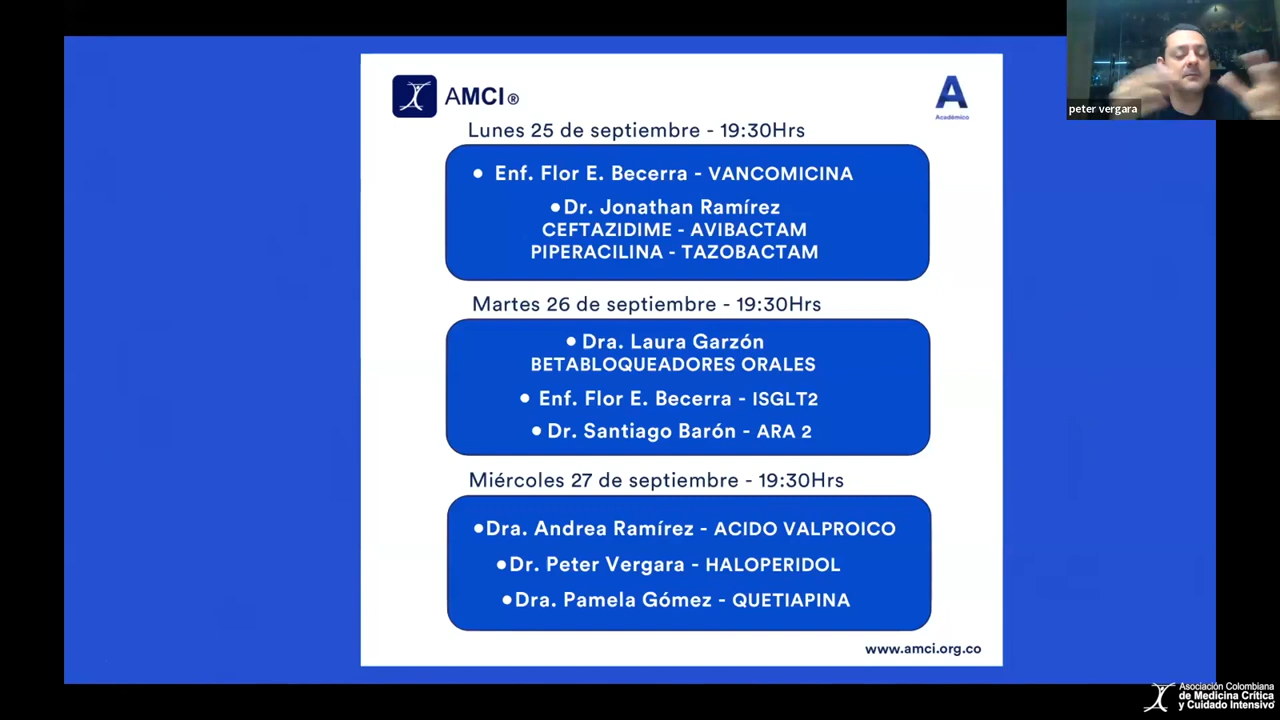 AMCI®
A
Académico
Lunes 25 de septiembre - 19:30Hrs
• Enf. Flor E. Becerra - VANCOMICINA
•Dr. Jonathan Ramírez
CEFTAZIDIME - AVIBACTAM
PIPERACILINA - TAZOBACTAM
Martes 26 de septiembre - 19:30Hrs
• Dra. Laura Garzón
BETABLOQUEADORES ORALES
• Enf. Flor E. Becerra - ISGLT2
• Dr. Santiago Barón - ARA 2
Miércoles 27 de septiembre - 19:30Hrs
•Dra. Andrea Ramírez - ACIDO VALPROICO
•Dr. Peter Vergara - HALOPERIDOL
•Dra. Pamela Gómez - QUETIAPINA
www.amci.org.co
peter vergara
Asociación Colombiana
de Medicina Crítica
y Cuidado Intensivo